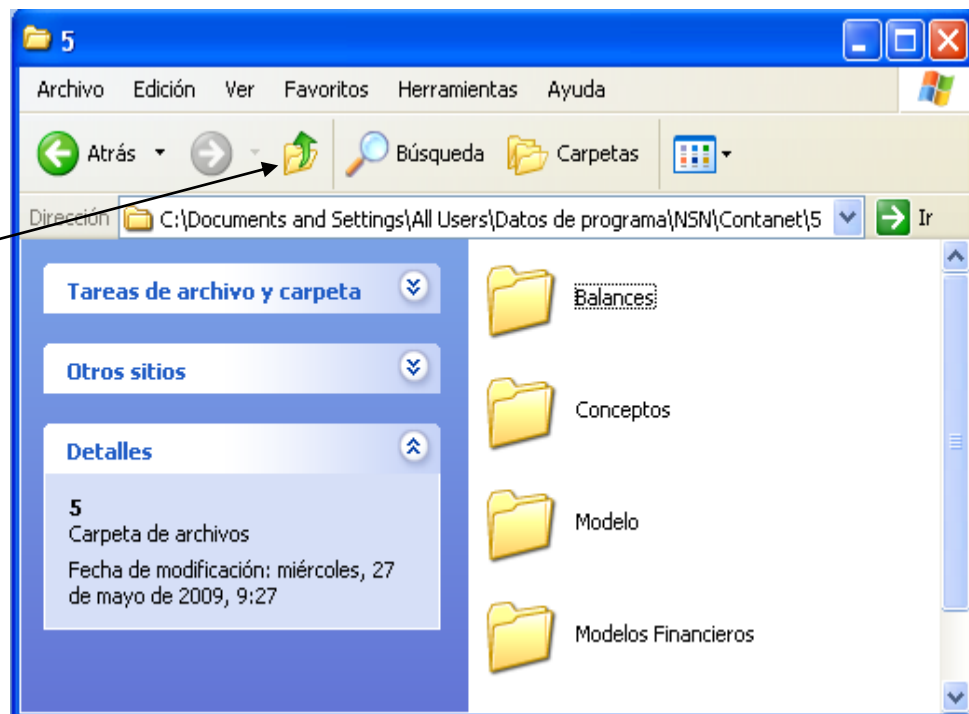 5
Archivo Edición Ver Favoritos Herramientas Ayuda
Atrás Búsqueda Carpetas
Dirección C:\Documents and Settings\All Users\Datos de programa\NSN\Contanet\5 Ir
Tareas de archivo y carpeta
Otros sitios
Detalles
5
Carpeta de archivos
Fecha de modificación: miércoles, 27
de mayo de 2009, 9:27
Balances
Conceptos
Modelo
Modelos Financieros